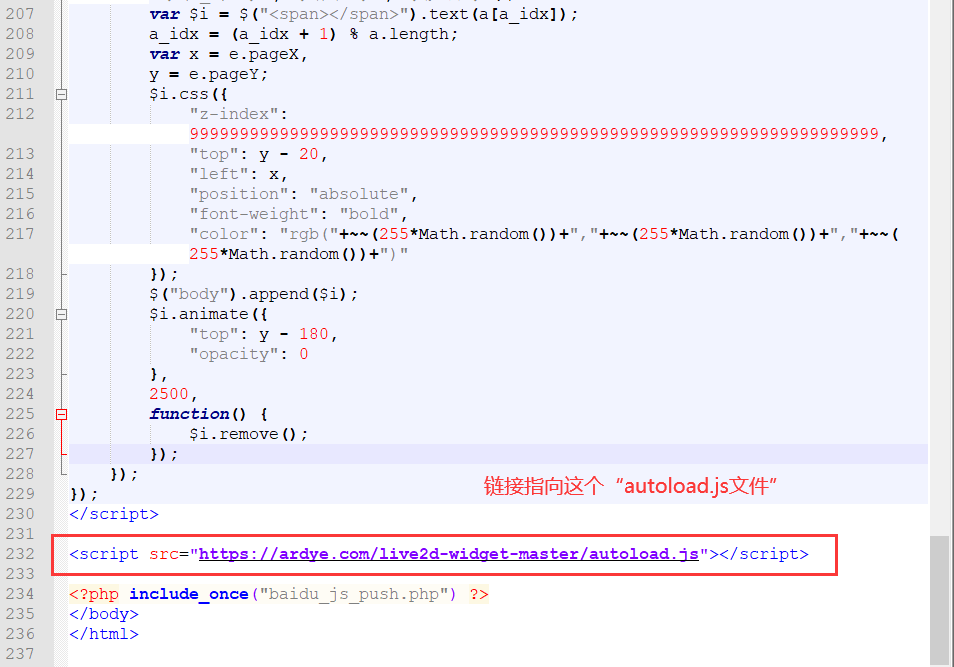 207 var $i = $("<span></span>").text(a[a_idx]);
208 a_idx = (a_idx + 1) % a.length;
209 var x = e.pageX,
210 y = e.pageY;
211 $i.css({
212 "z-index":
999999999999999999999999999999999999999999999999999999999999999999999,
213 "top": y - 20,
214 "left": x,
215 "position": "absolute",
216 "font-weight": "bold",
217 "color": "rgb("+~~(255*Math.random())+","+~~(255*Math.random())+","+~~(
255*Math.random())+")"
218 });
219 $("body").append($i);
220 $i.animate({
221 "top": y - 180,
222 "opacity": 0
223 },
224 2500,
225 function() {
226 $i.remove();
227 });
228 });
链接指向这个“autoload.js文件”
229 });
230 </script>
231
232 <script src="https://ardye.com/live2d-widget-master/autoload.js"></script>
233
234 <?php include_once("baidu_js_push.php") ?>
235 </body>
236 </html>
237